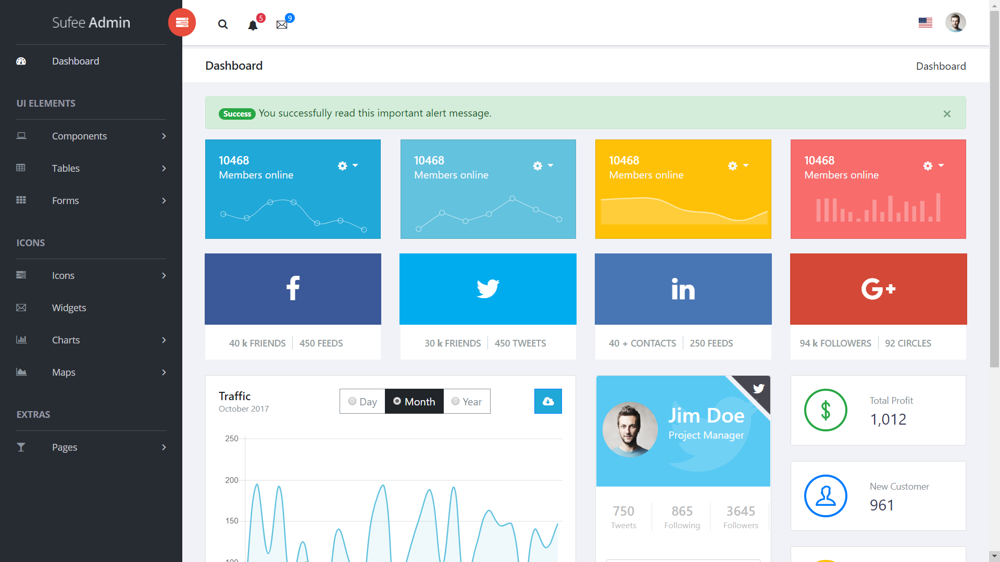 Sufee Admin
5
9
Dashboard
UI ELEMENTS
Components
Tables
Forms
ICONS
Icons
Widgets
Charts
Maps
EXTRAS
Pages
Dashboard
Dashboard
Success You successfully read this important alert message.
×
10468
Members online
10468
Members online
10468
Members online
10468
Members online
f
in
G+
40 k FRIENDS
450 FEEDS
30 k FRIENDS
450 TWEETS
40 + CONTACTS
250 FEEDS
94 k FOLLOWERS
92 CIRCLES
Traffic
October 2017
Day
Month
Year
250
200
150
100
Jim Doe
Project Manager
750
Tweets
865
Following
3645
Followers
$
Total Profit
1,012
New Customer
961